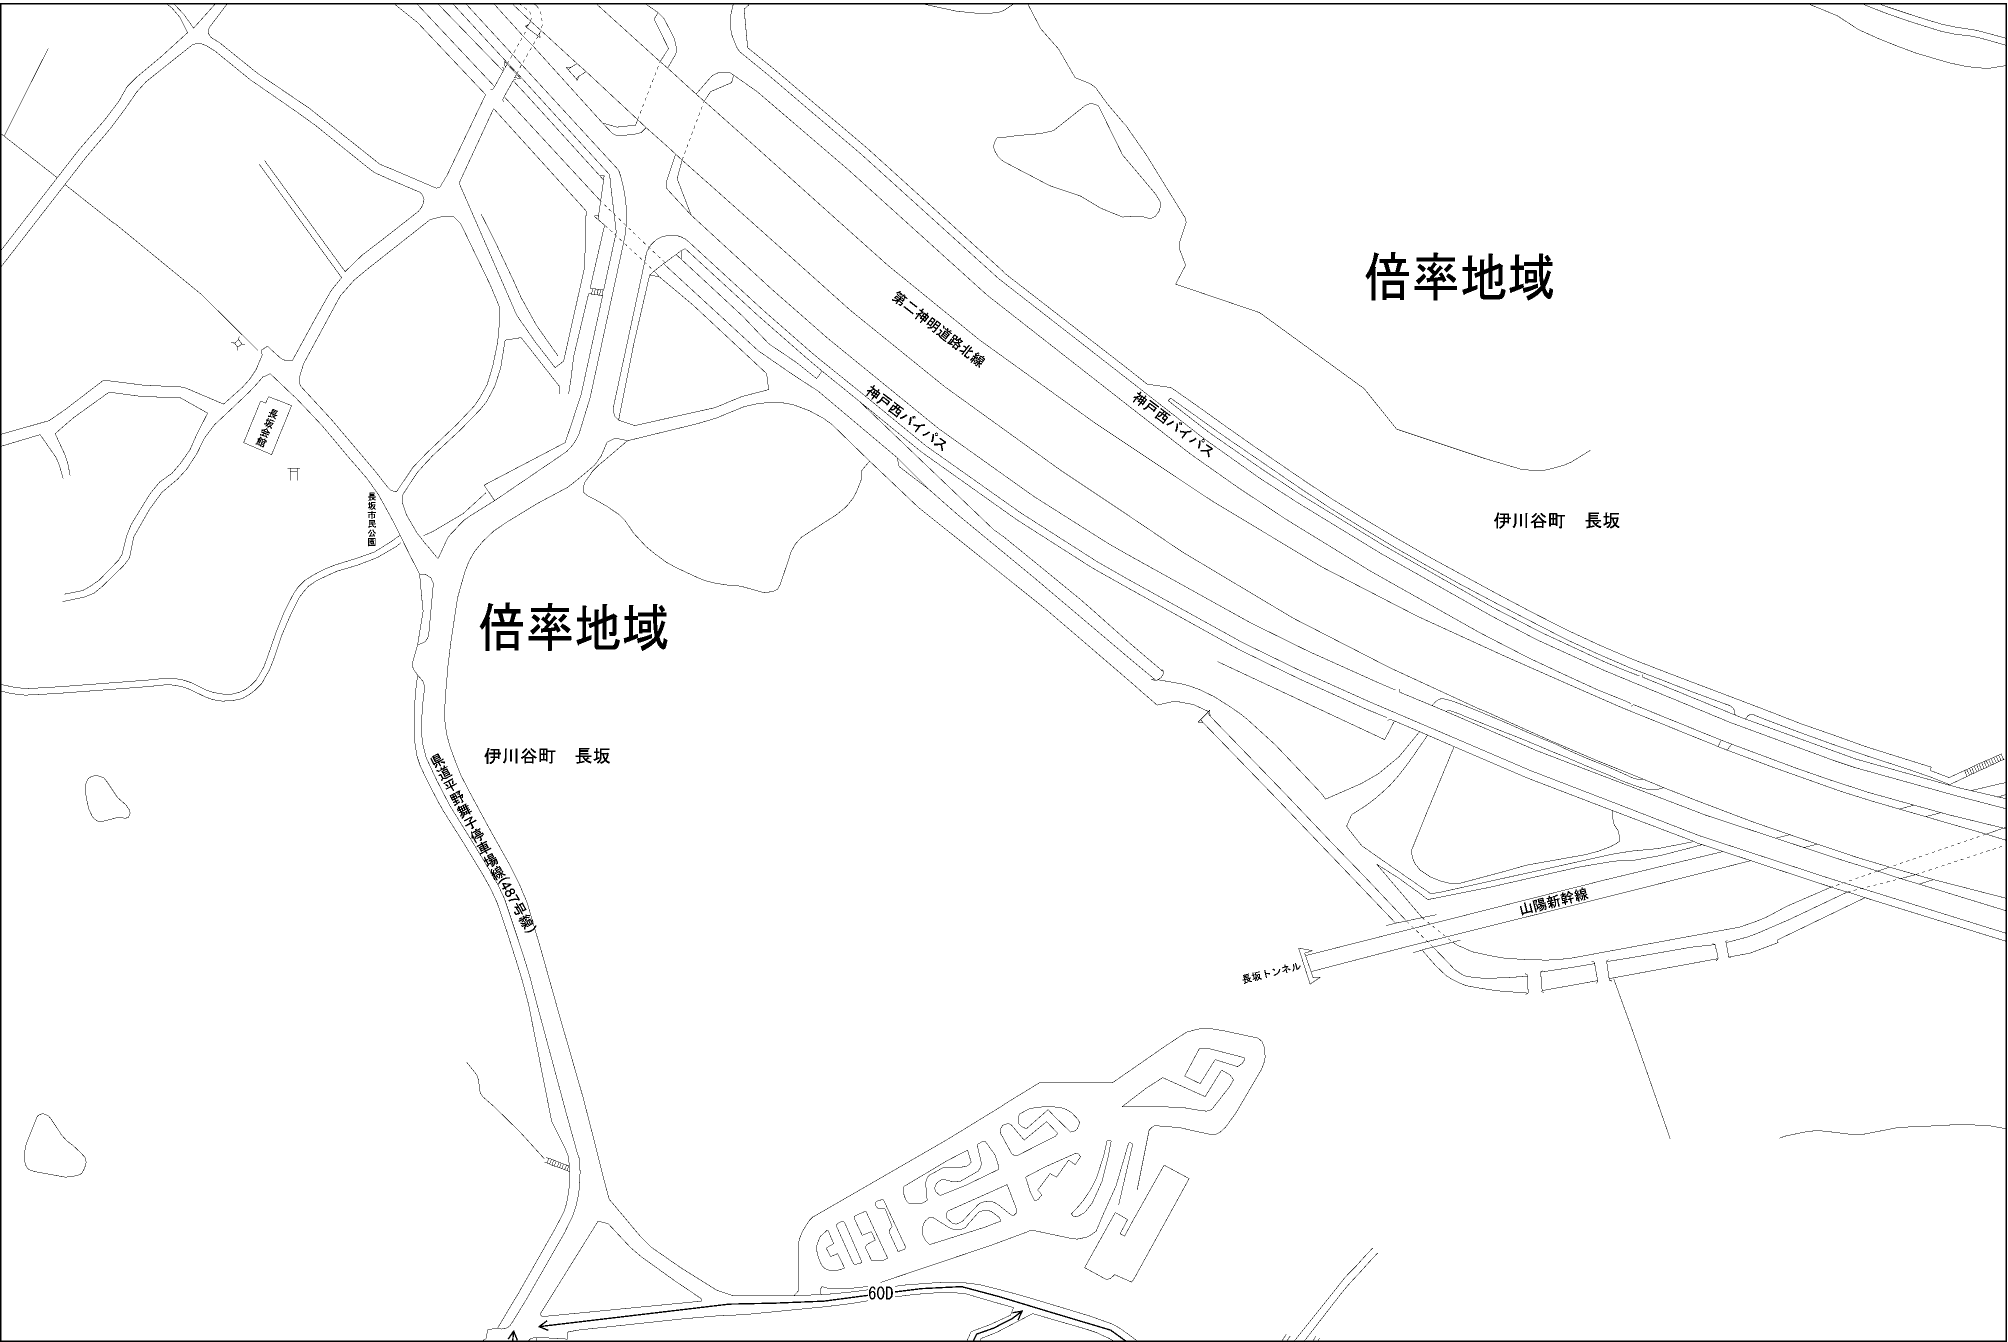 倍率地域
第二神明道路北線
神戸西バイパス
神戸西バイパス
長坂会館
長坂市民公園
伊川谷町　長坂
倍率地域
伊川谷町　長坂
県道平野舞子停車場線(487号線)
山陽新幹線
長坂トンネル
60D